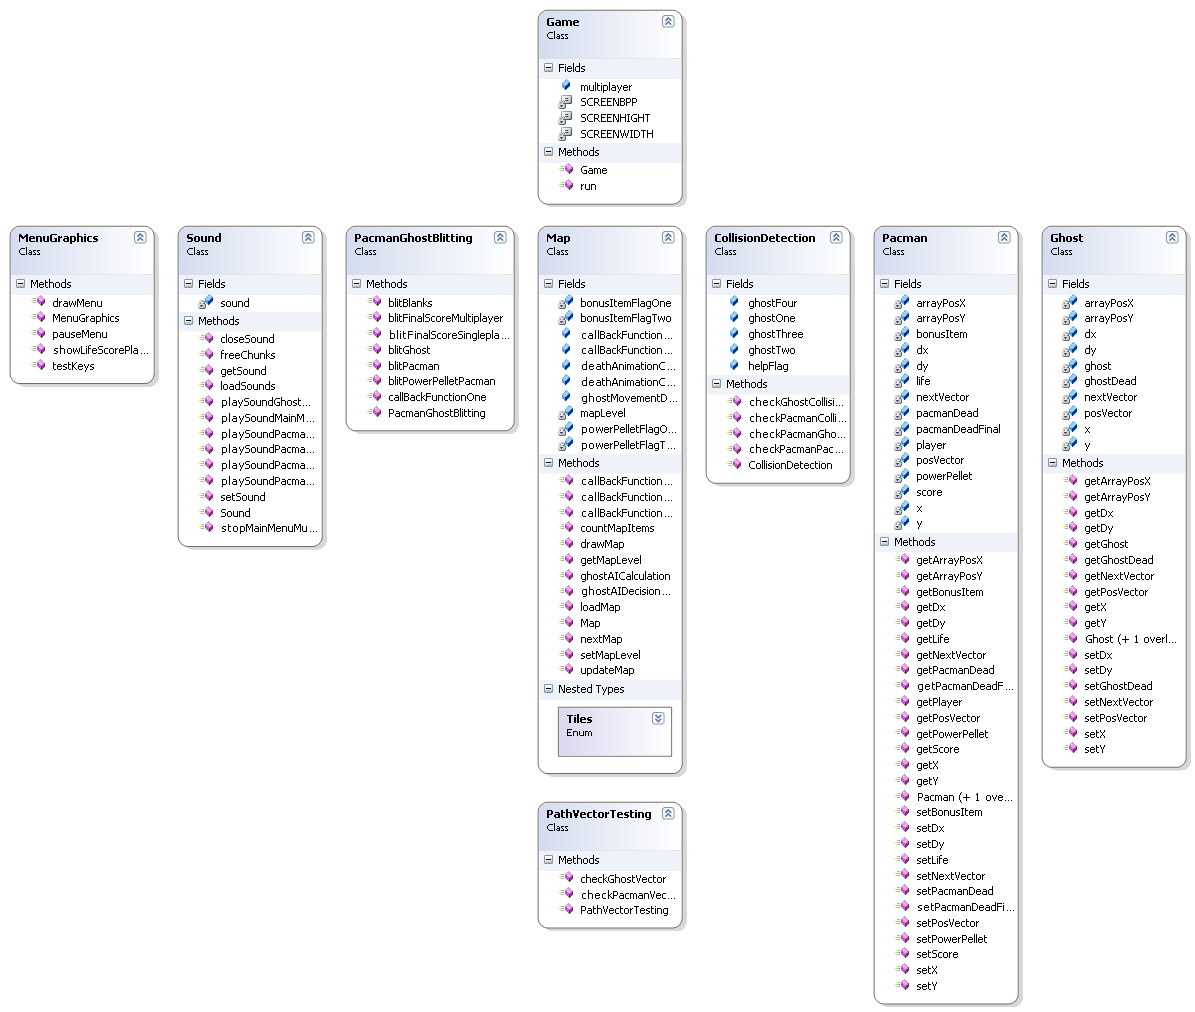 Game
Class
Fields
multiplayer
SCREENBPP
SCREENHIGHT
SCREENWIDTH
Methods
Game
run
MenuGraphics
Class
Methods
drawMenu
MenuGraphics
pauseMenu
showLifeScorePla...
testKeys
Sound
Class
Fields
sound
Methods
closeSound
freeChunks
getSound
loadSounds
playSoundGhost...
playSoundMainM...
playSoundPacma...
playSoundPacma...
playSoundPacma...
playSoundPacma...
setSound
Sound
stopMainMenuMu...
PacmanGhostBlitting
Class
Methods
blitBlanks
blitFinalScoreMultiplayer
blitFinalScoreSinglepla...
blitGhost
blitPacman
blitPowerPelletPacman
callBackFunctionOne
PacmanGhostBlitting
Map
Class
Fields
bonusItemFlagOne
bonusItemFlagTwo
callBackFunction...
callBackFunction...
deathAnimationC...
deathAnimationC...
ghostMovementD...
mapLevel
powerPelletFlagO...
powerPelletFlagT...
Methods
callBackFunction...
callBackFunction...
callBackFunction...
countMapItems
drawMap
getMapLevel
ghostAICalculation
ghostAIDecision...
loadMap
Map
nextMap
setMapLevel
updateMap
Nested Types
Tiles
Enum
CollisionDetection
Class
Fields
ghostFour
ghostOne
ghostThree
ghostTwo
helpFlag
Methods
checkGhostCollisi...
checkPacmanColli...
checkPacmanGho...
checkPacmanPac...
CollisionDetection
Pacman
Class
Fields
arrayPosX
arrayPosY
bonusItem
dx
dy
life
nextVector
pacmanDead
pacmanDeadFinal
player
posVector
powerPellet
score
x
y
Methods
getArrayPosX
getArrayPosY
getBonusItem
getDx
getDy
getLife
getNextVector
getPacmanDead
getPacmanDeadF...
getPlayer
getPosVector
getPowerPellet
getScore
getX
getY
Pacman (+ 1 ove...
setBonusItem
setDx
setDy
setLife
setNextVector
setPacmanDead
setPacmanDeadFi...
setPosVector
setPowerPellet
setScore
setX
setY
Ghost
Class
Fields
arrayPosX
arrayPosY
dx
dy
ghost
ghostDead
nextVector
posVector
x
y
Methods
getArrayPosX
getArrayPosY
getDx
getDy
getGhost
getGhostDead
getNextVector
getPosVector
getX
getY
Ghost (+ 1 overl...
setDx
setDy
setGhostDead
setNextVector
setPosVector
setX
setY
PathVectorTesting
Class
Methods
checkGhostVector
checkPacmanVec...
PathVectorTesting